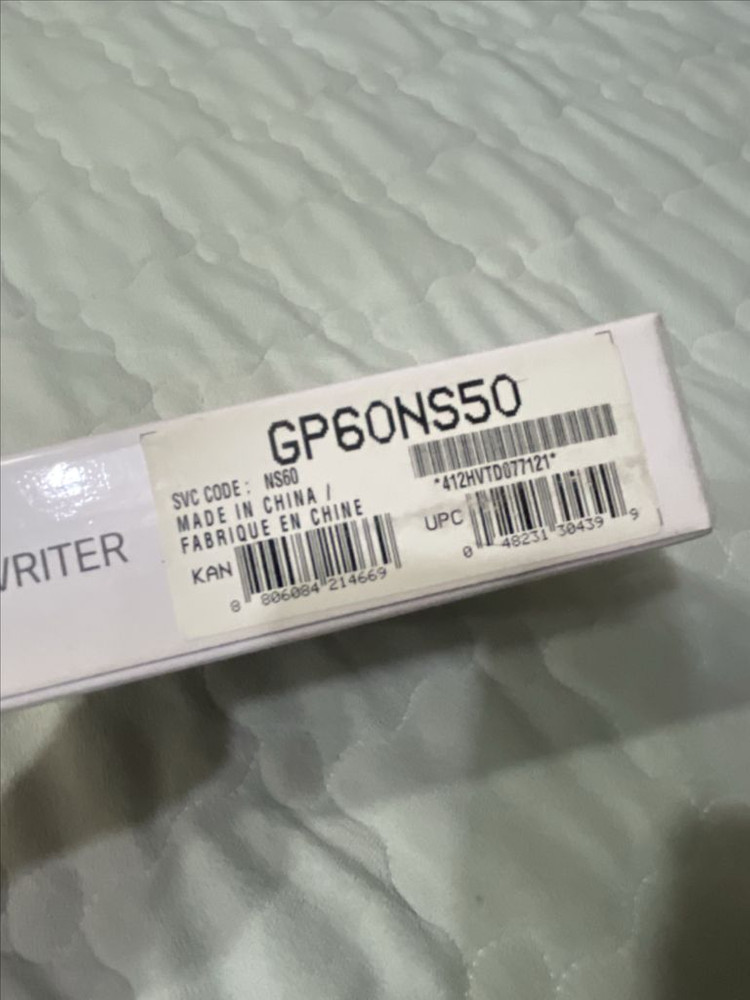 GP60NS50
SVC CODE: NS60
MADE IN CHINA /
FABRIQUE EN CHINE
*412HVTD077121*
KAN
8 806084 214669
UPC
0 48231 30439 9
WRITER